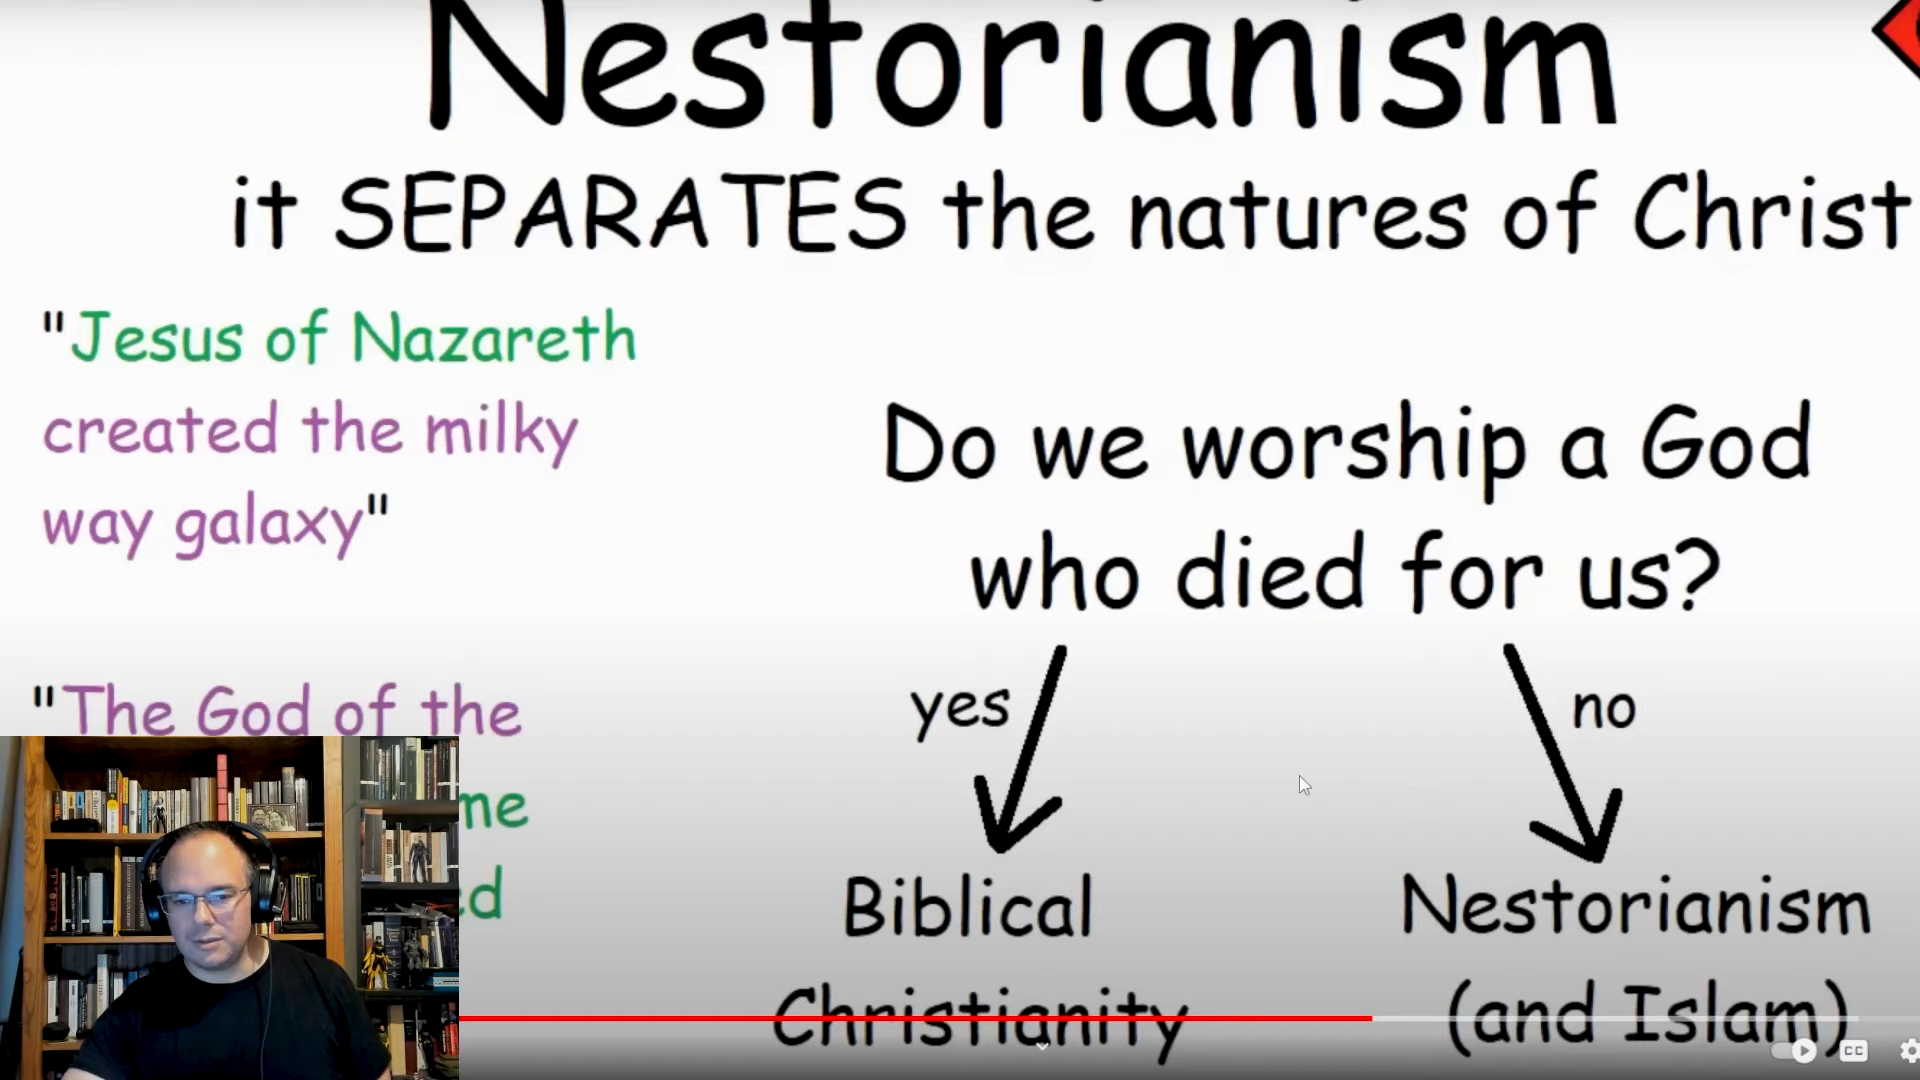 Nestorianism
it SEPARATES the natures of Christ
"Jesus of Nazareth
created the milky
way galaxy"
Do we worship a God
who died for us?
yes
no
"The God of the
Biblical
Christianity
Nestorianism
(and Islam)
CC